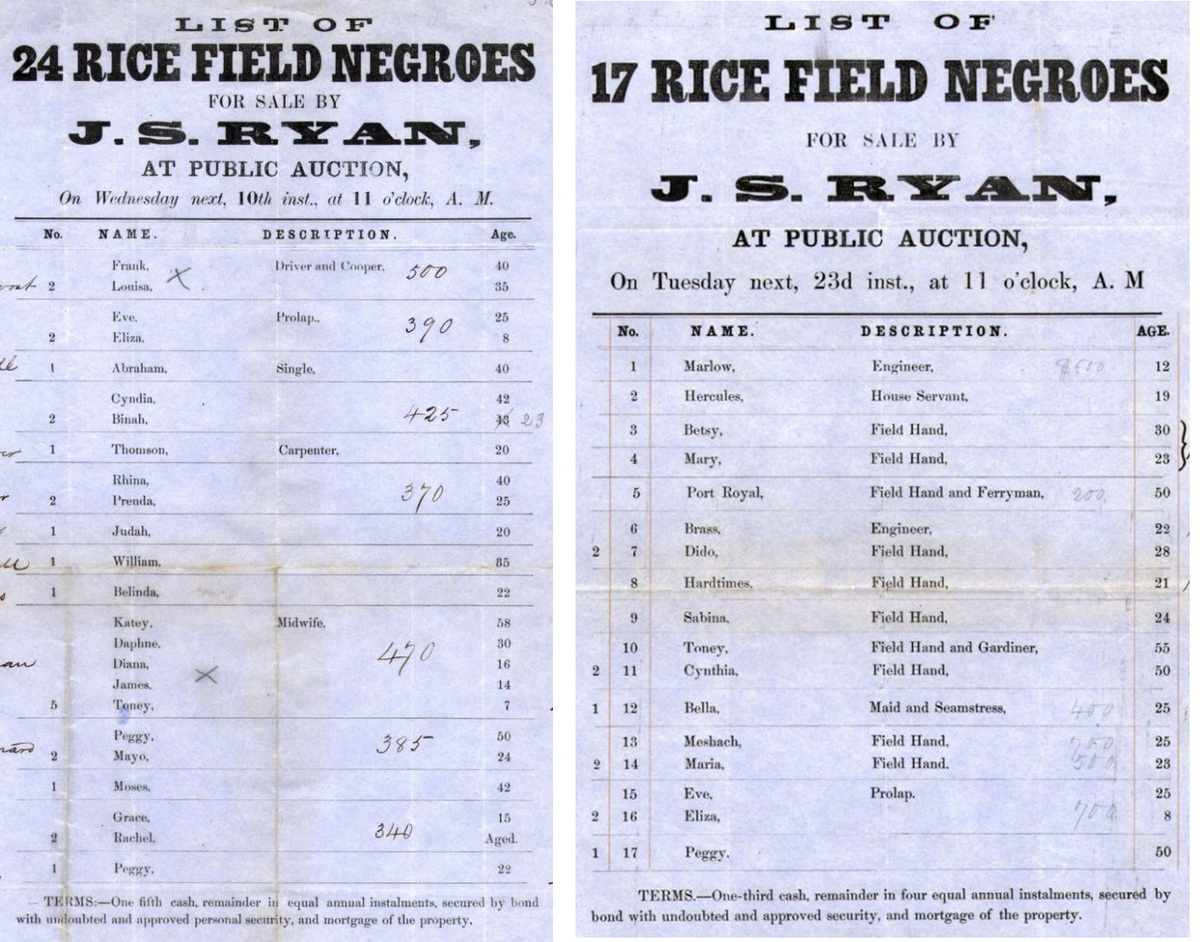 LIST OF
24 RICE FIELD NEGROES
FOR SALE BY
J. S. RYAN,
AT PUBLIC AUCTION,
On Wednesday next, 10th inst., at 11 o'clock, A. M.
No. NAME. DESCRIPTION. Age.
Frank, Driver and Cooper, 500 40
2 Louisa, 35
Eve, Prolap., 25
390
2 Eliza, 8
1 Abraham, Single, 40
Cyndia, 42
2 Binah, 425 23
1 Thomson, Carpenter, 20
Rhina, 40
370
2 Prenda, 25
1 Judah, 20
1 William, 35
1 Belinda, 22
Katey, Midwife, 58
Daphne, 30
470
Diana, 16
James, 14
5 Toney, 7
Peggy, 50
385
2 Mayo, 24
1 Moses, 42
Grace, 15
340
2 Rachel, Aged.
1 Peggy, 22
TERMS:—One fifth cash, remainder in equal annual instalments, secured by bond
with undoubted and approved personal security, and mortgage of the property.
LIST OF
17 RICE FIELD NEGROES
FOR SALE BY
J. S. RYAN,
AT PUBLIC AUCTION,
On Tuesday next, 23d inst., at 11 o'clock, A. M
No. NAME. DESCRIPTION. AGE.
1 Marlow, Engineer, 12
2 Hercules, House Servant, 19
3 Betsy, Field Hand, 30
4 Mary, Field Hand, 23
5 Port Royal, Field Hand and Ferryman, 200 50
6 Brass, Engineer, 22
2 7 Dido, Field Hand, 28
8 Hardtimes, Field Hand, 21
9 Sabina, Field Hand, 24
10 Toney, Field Hand and Gardiner, 55
2 11 Cynthia, Field Hand, 50
1 12 Bella, Maid and Seamstress, 400 25
13 Meshach, Field Hand, 750 25
2 14 Maria, Field Hand. 500 23
15 Eve, Prolap. 25
2 16 Eliza, 700 8
1 17 Peggy, 50
TERMS.—One-third cash, remainder in four equal annual instalments, secured by
bond with undoubted and approved security, and mortgage of the property.